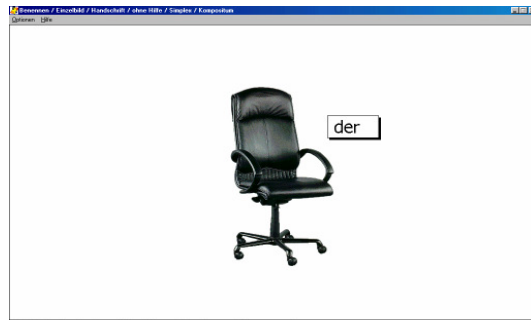 Benennen / Einzelbild / Handschrift / ohne Hilfe / Simplex / Kompositum
Optionen Hilfe
der